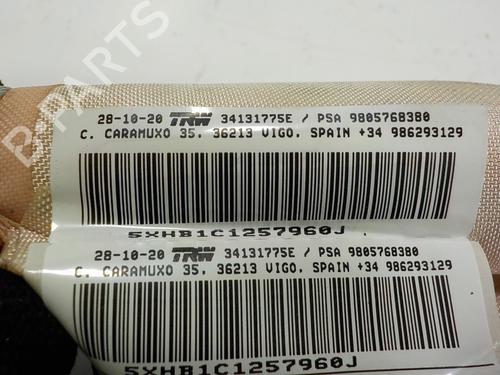 28-10-20 TRW 34131775E / PSA 9805768380
C. CARAMUXO 35. 36213 VIGO. SPAIN +34 986293129
5XHB1C1257960J
28-10-20 TRW 34131775E / PSA 9805768380
C. CARAMUXO 35. 36213 VIGO. SPAIN +34 986293129
5XHB1C1257960J
B-PARTS